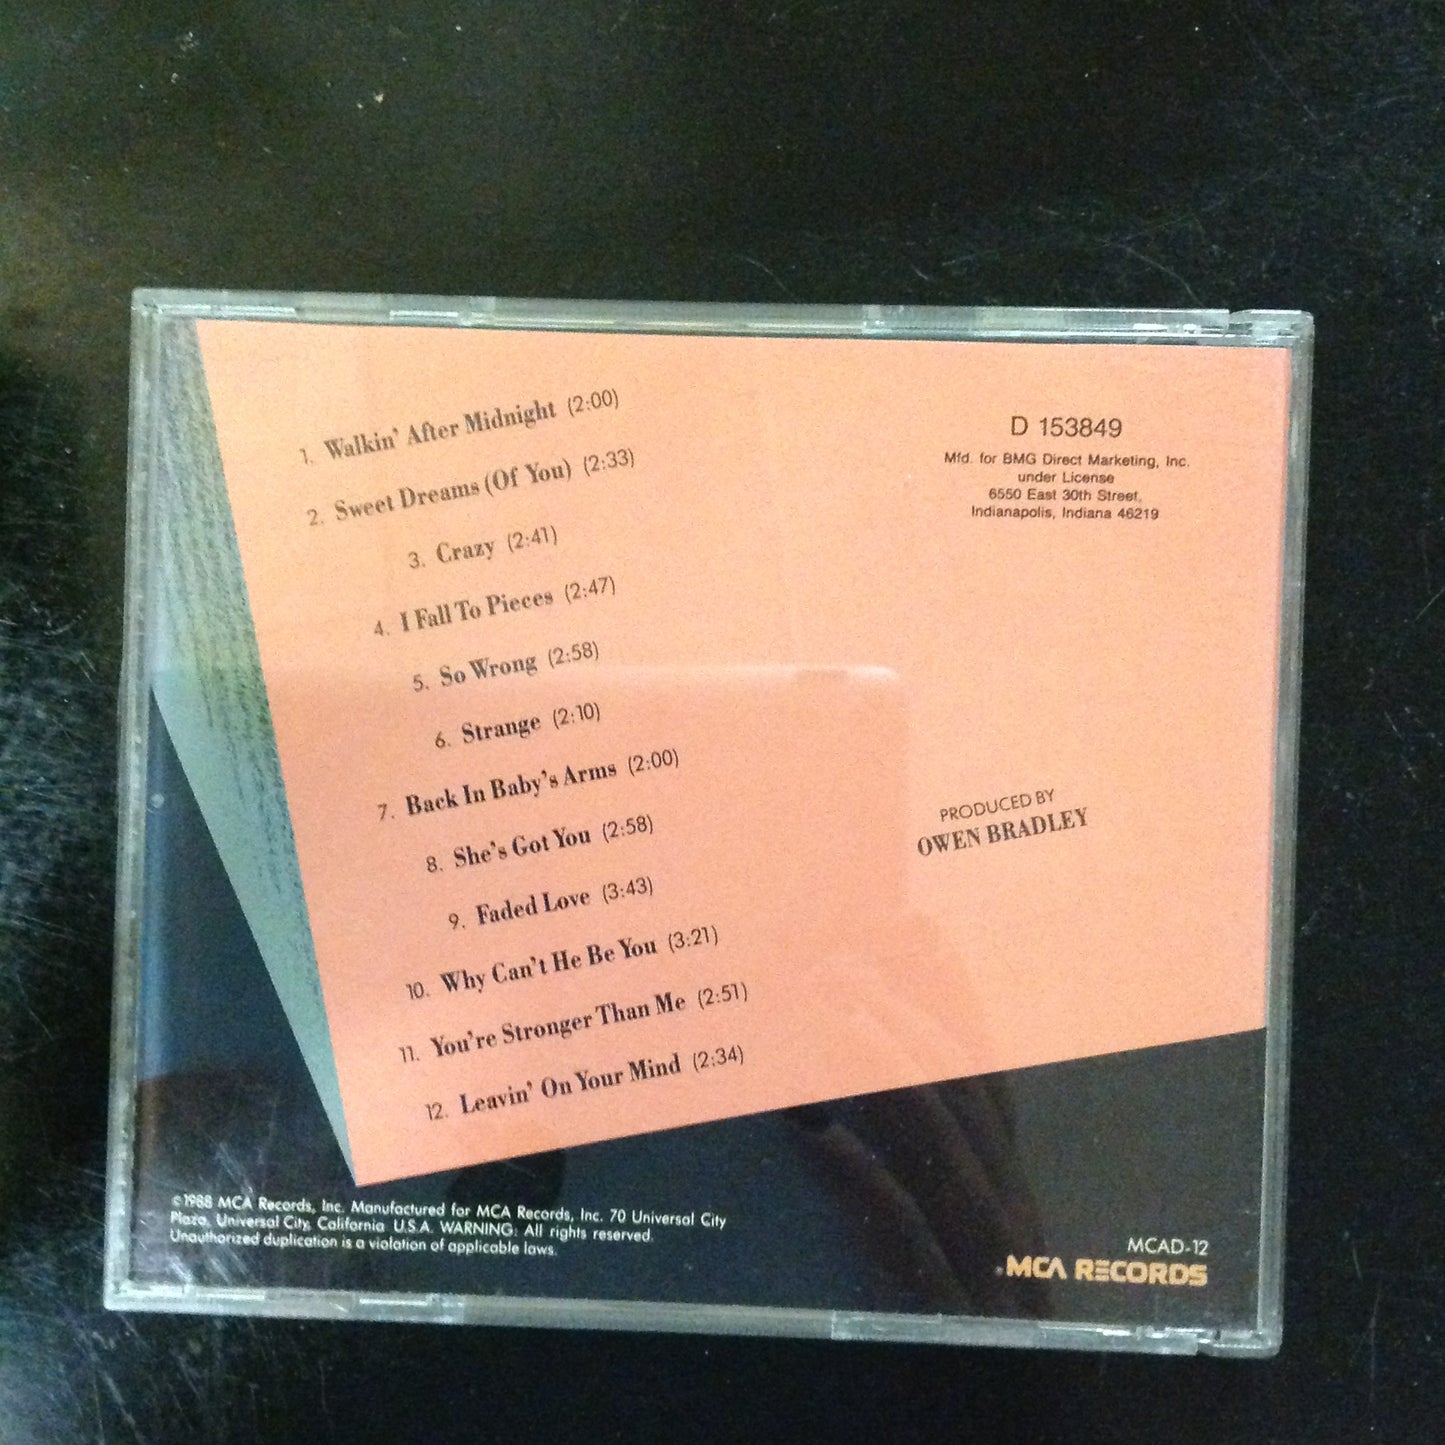 1. Walkin' After Midnight (2:00)
2. Sweet Dreams (Of You) (2:33)
3. Crazy (2:41)
4. I Fall To Pieces (2:47)
5. So Wrong (2:58)
6. Strange (2:10)
7. Back In Baby's Arms (2:00)
8. She's Got You (2:58)
9. Faded Love (3:43)
10. Why Can't He Be You (3:21)
11. You're Stronger Than Me (2:51)
12. Leavin' On Your Mind (2:34)
D 153849
Mfd. for BMG Direct Marketing, Inc.
under License
6550 East 30th Street,
Indianapolis, Indiana 46219
PRODUCED BY
OWEN BRADLEY
©1988 MCA Records, Inc. Manufactured for MCA Records, Inc. 70 Universal City
Plaza, Universal City, California U.S.A. WARNING: All rights reserved.
Unauthorized duplication is a violation of applicable laws.
MCAD-12
MCA RECORDS